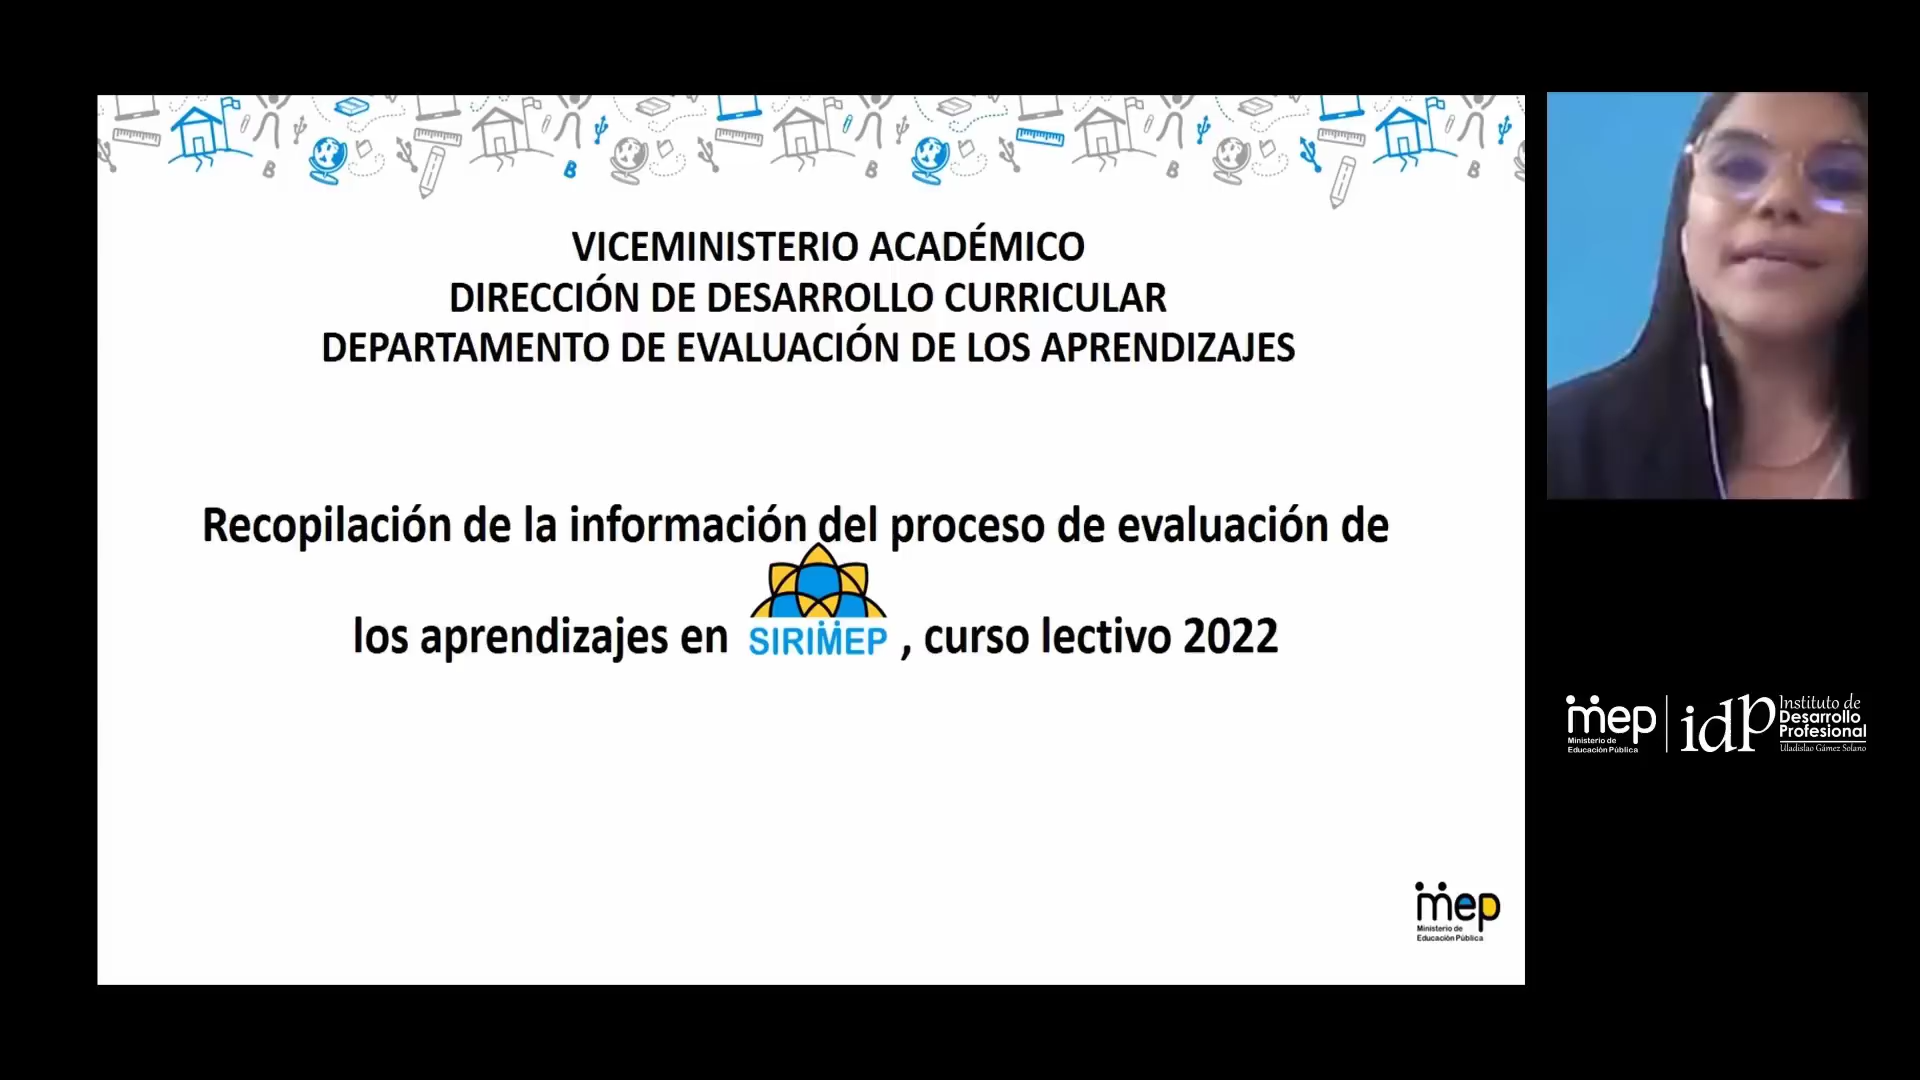 VICEMINISTERIO ACADÉMICO
DIRECCIÓN DE DESARROLLO CURRICULAR
DEPARTAMENTO DE EVALUACIÓN DE LOS APRENDIZAJES
Recopilación de la información del proceso de evaluación de
los aprendizajes en SIRIMEP , curso lectivo 2022
mep
Ministerio de
Educación Pública
mep
Ministerio de
Educación Pública
idp
Instituto de
Desarrollo
Profesional
Uladislao Gámez Solano